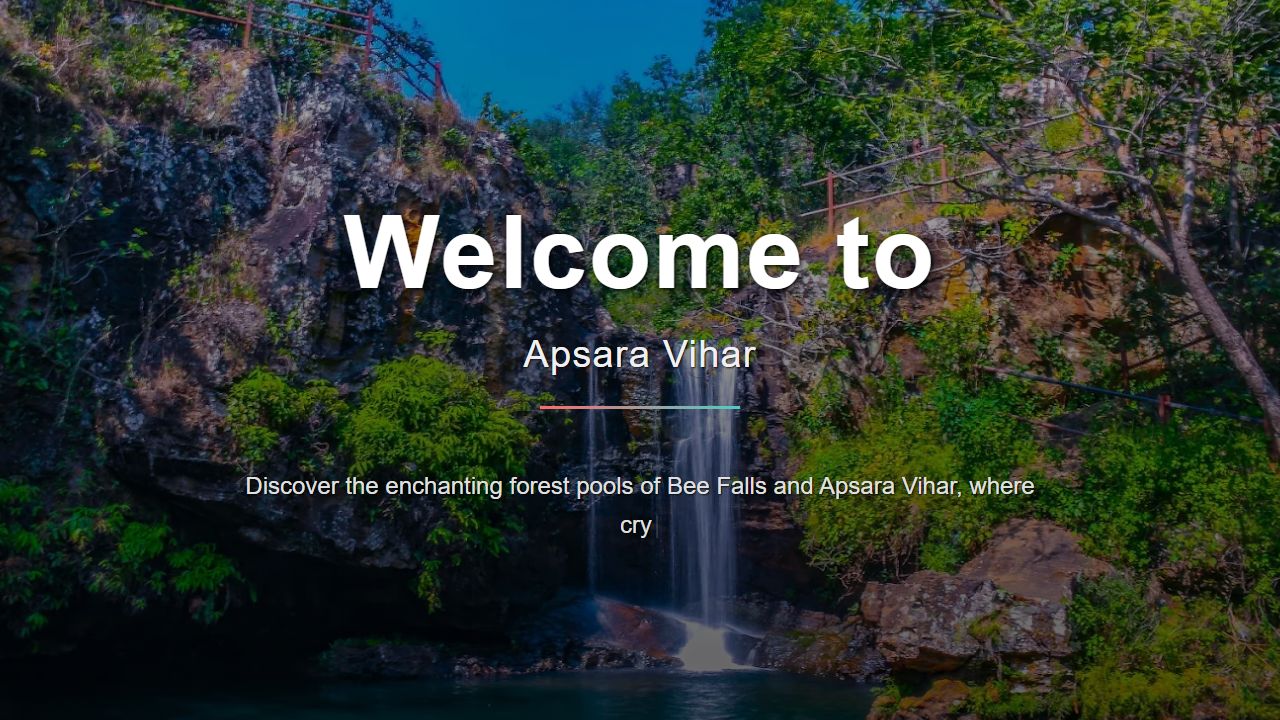 Welcome to
Apsara Vihar
Discover the enchanting forest pools of Bee Falls and Apsara Vihar, where
cry